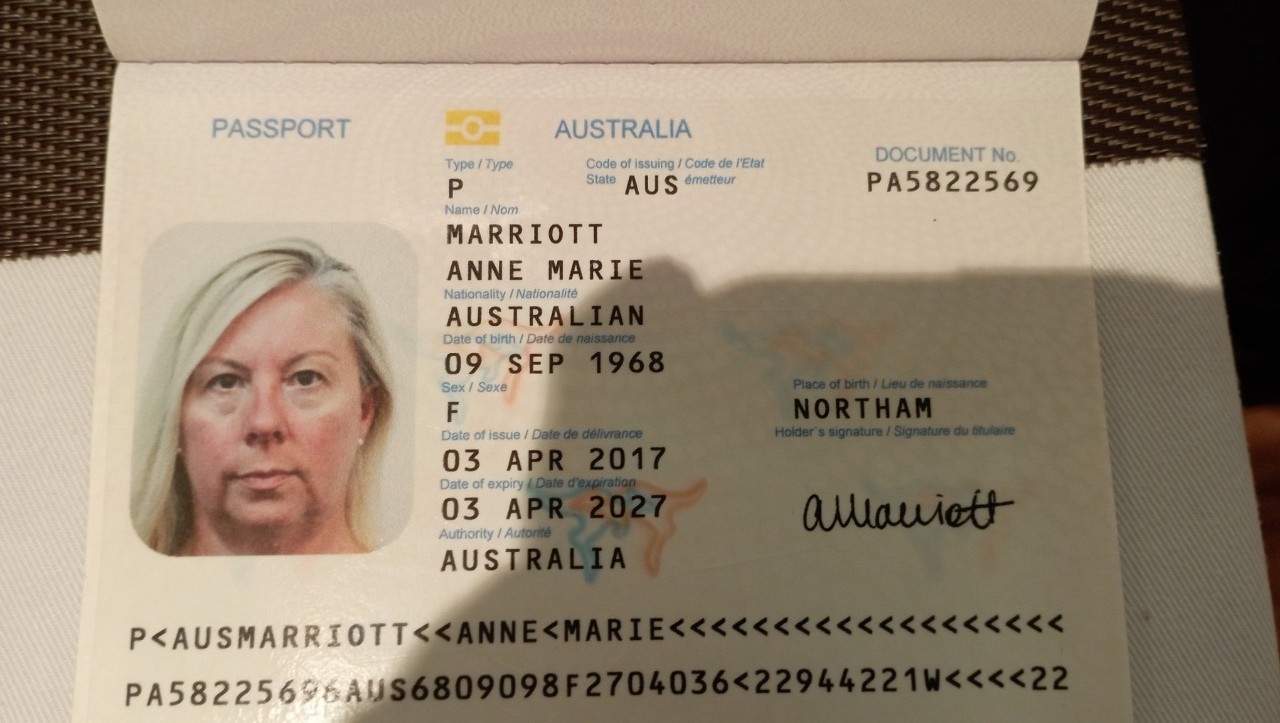 PASSPORT AUSTRALIA
DOCUMENT No.
Type / Type Code of issuing / Code de l'Etat
State émetteur
P AUS PA5822569
Name / Nom
MARRIOTT
ANNE MARIE
Nationality / Nationalité
AUSTRALIAN
Date of birth / Date de naissance
09 SEP 1968
Sex / Sexe Place of birth / Lieu de naissance
F NORTHAM
Date of issue / Date de délivrance Holder´s signature / Signature du titulaire
03 APR 2017
Date of expiry / Date d'expiration
03 APR 2027 AMarriott
Authority / Autorité
AUSTRALIA
P<AUSMARRIOTT<<ANNE<MARIE<<<<<<<<<<<<<<<<<<<
PA58225696AUS6809098F2704036<22944221W<<<<22